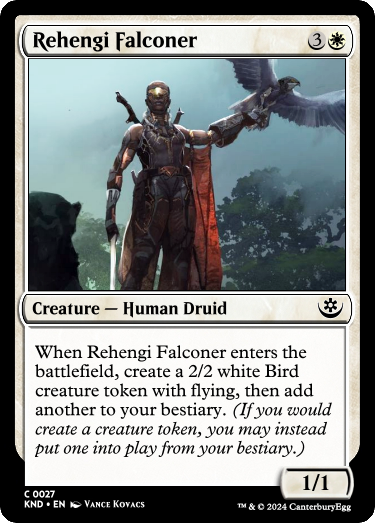 Rehengi Falconer 3
Creature — Human Druid
When Rehengi Falconer enters the
battlefield, create a 2/2 white Bird
creature token with flying, then add
another to your bestiary. (If you would
create a creature token, you may instead
put one into play from your bestiary.)
1/1
C 0027
KND • EN Vance Kovacs
™ & © 2024 CanterburyEgg